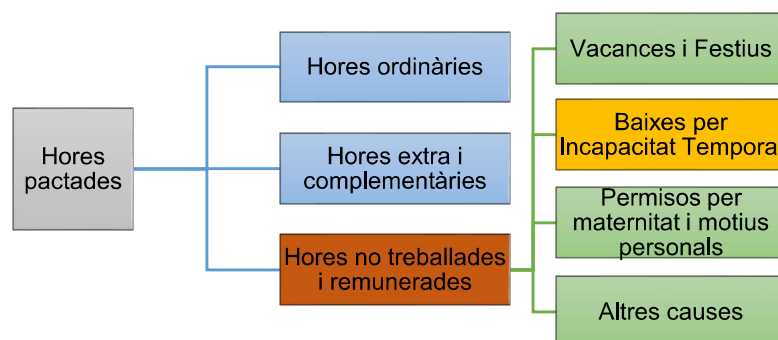 Hores
pactades
Hores ordinàries
Hores extra i
complementàries
Hores no treballades
i remunerades
Vacances i Festius
Baixes per
Incapacitat Tempora
Permisos per
maternitat i motius
personals
Altres causes